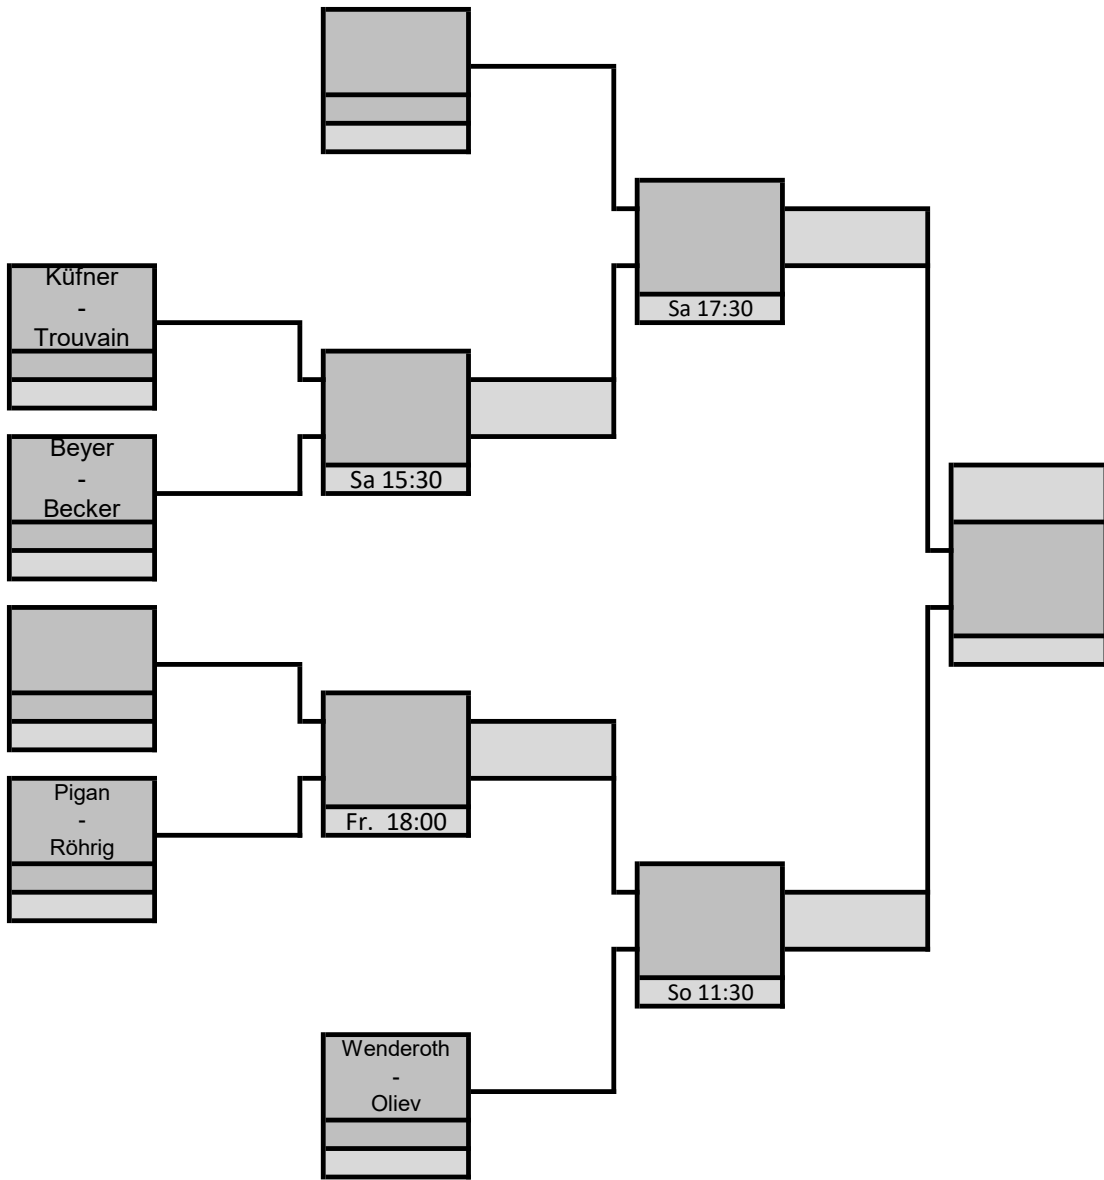 Sa 17:30
Küfner
-
Trouvain
Sa 15:30
Beyer
-
Becker
Fr.  18:00
Pigan
-
Röhrig
So 11:30
Wenderoth
-
Oliev